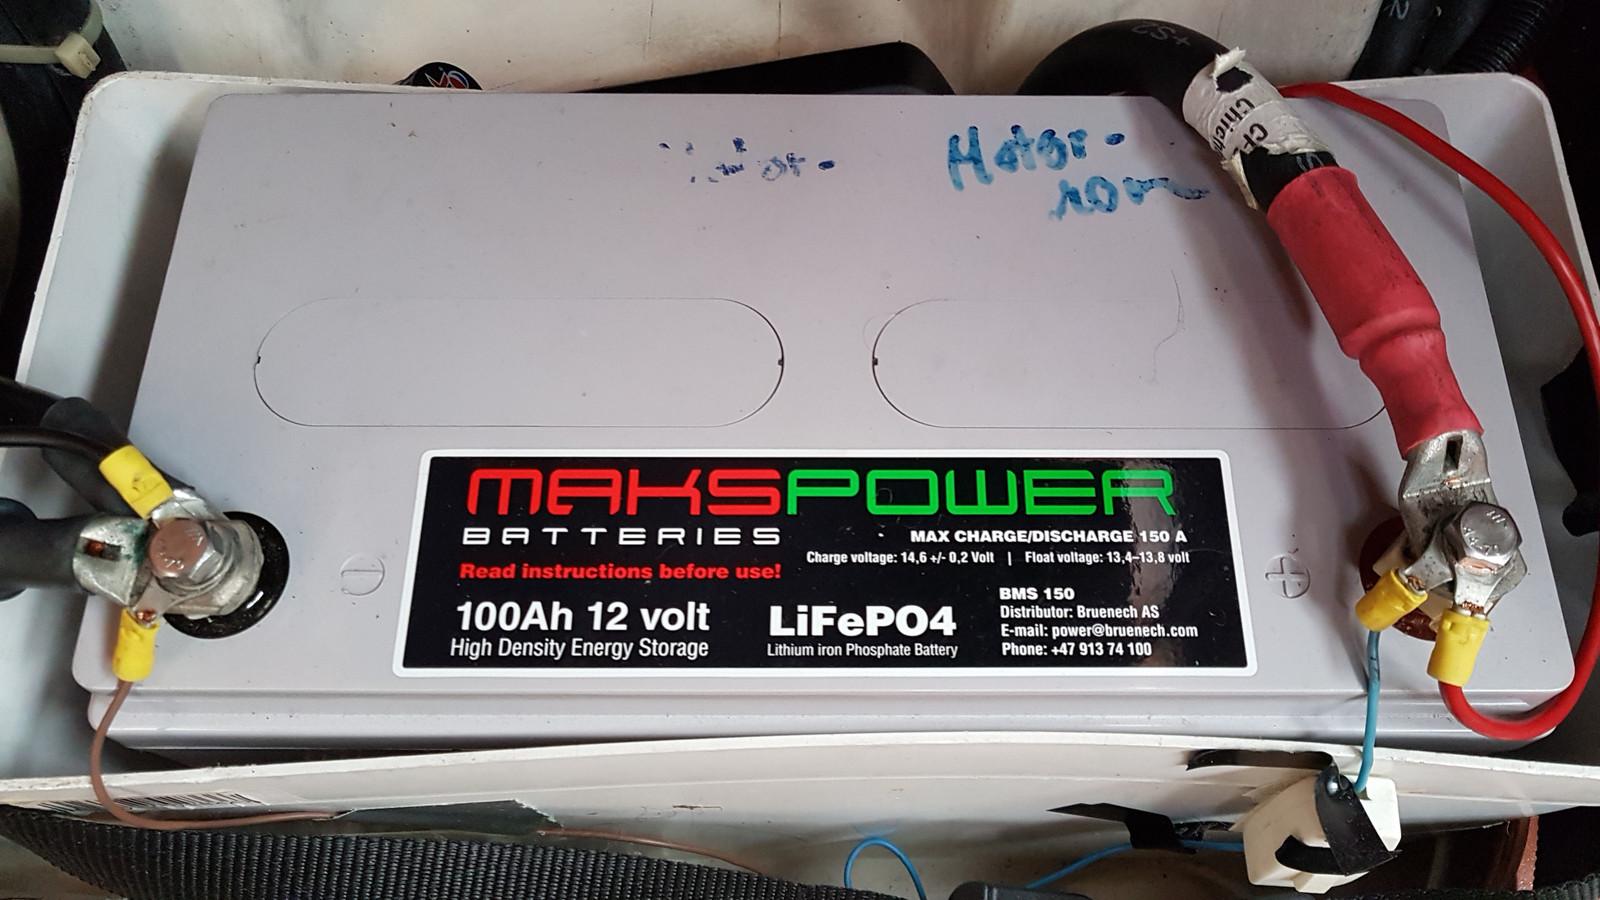 Motor-
MAKSPOWER
BATTERIES
MAX CHARGE/DISCHARGE 150 A
Charge voltage: 14,6 +/- 0,2 Volt | Float voltage: 13,4–13,8 volt
Read instructions before use!
100Ah 12 volt
High Density Energy Storage
LiFePO4
Lithium iron Phosphate Battery
BMS 150
Distributor: Bruenech AS
E-mail: power@bruenech.com
Phone: +47 913 74 100